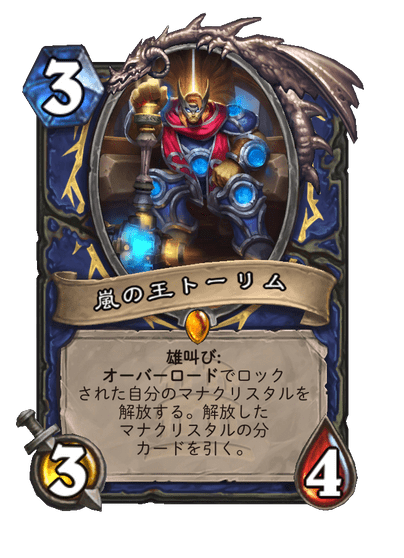 3
嵐の王トーリム
雄叫び:
オーバーロードでロック
された自分のマナクリスタルを
解放する。解放した
マナクリスタルの分
カードを引く。
3
4